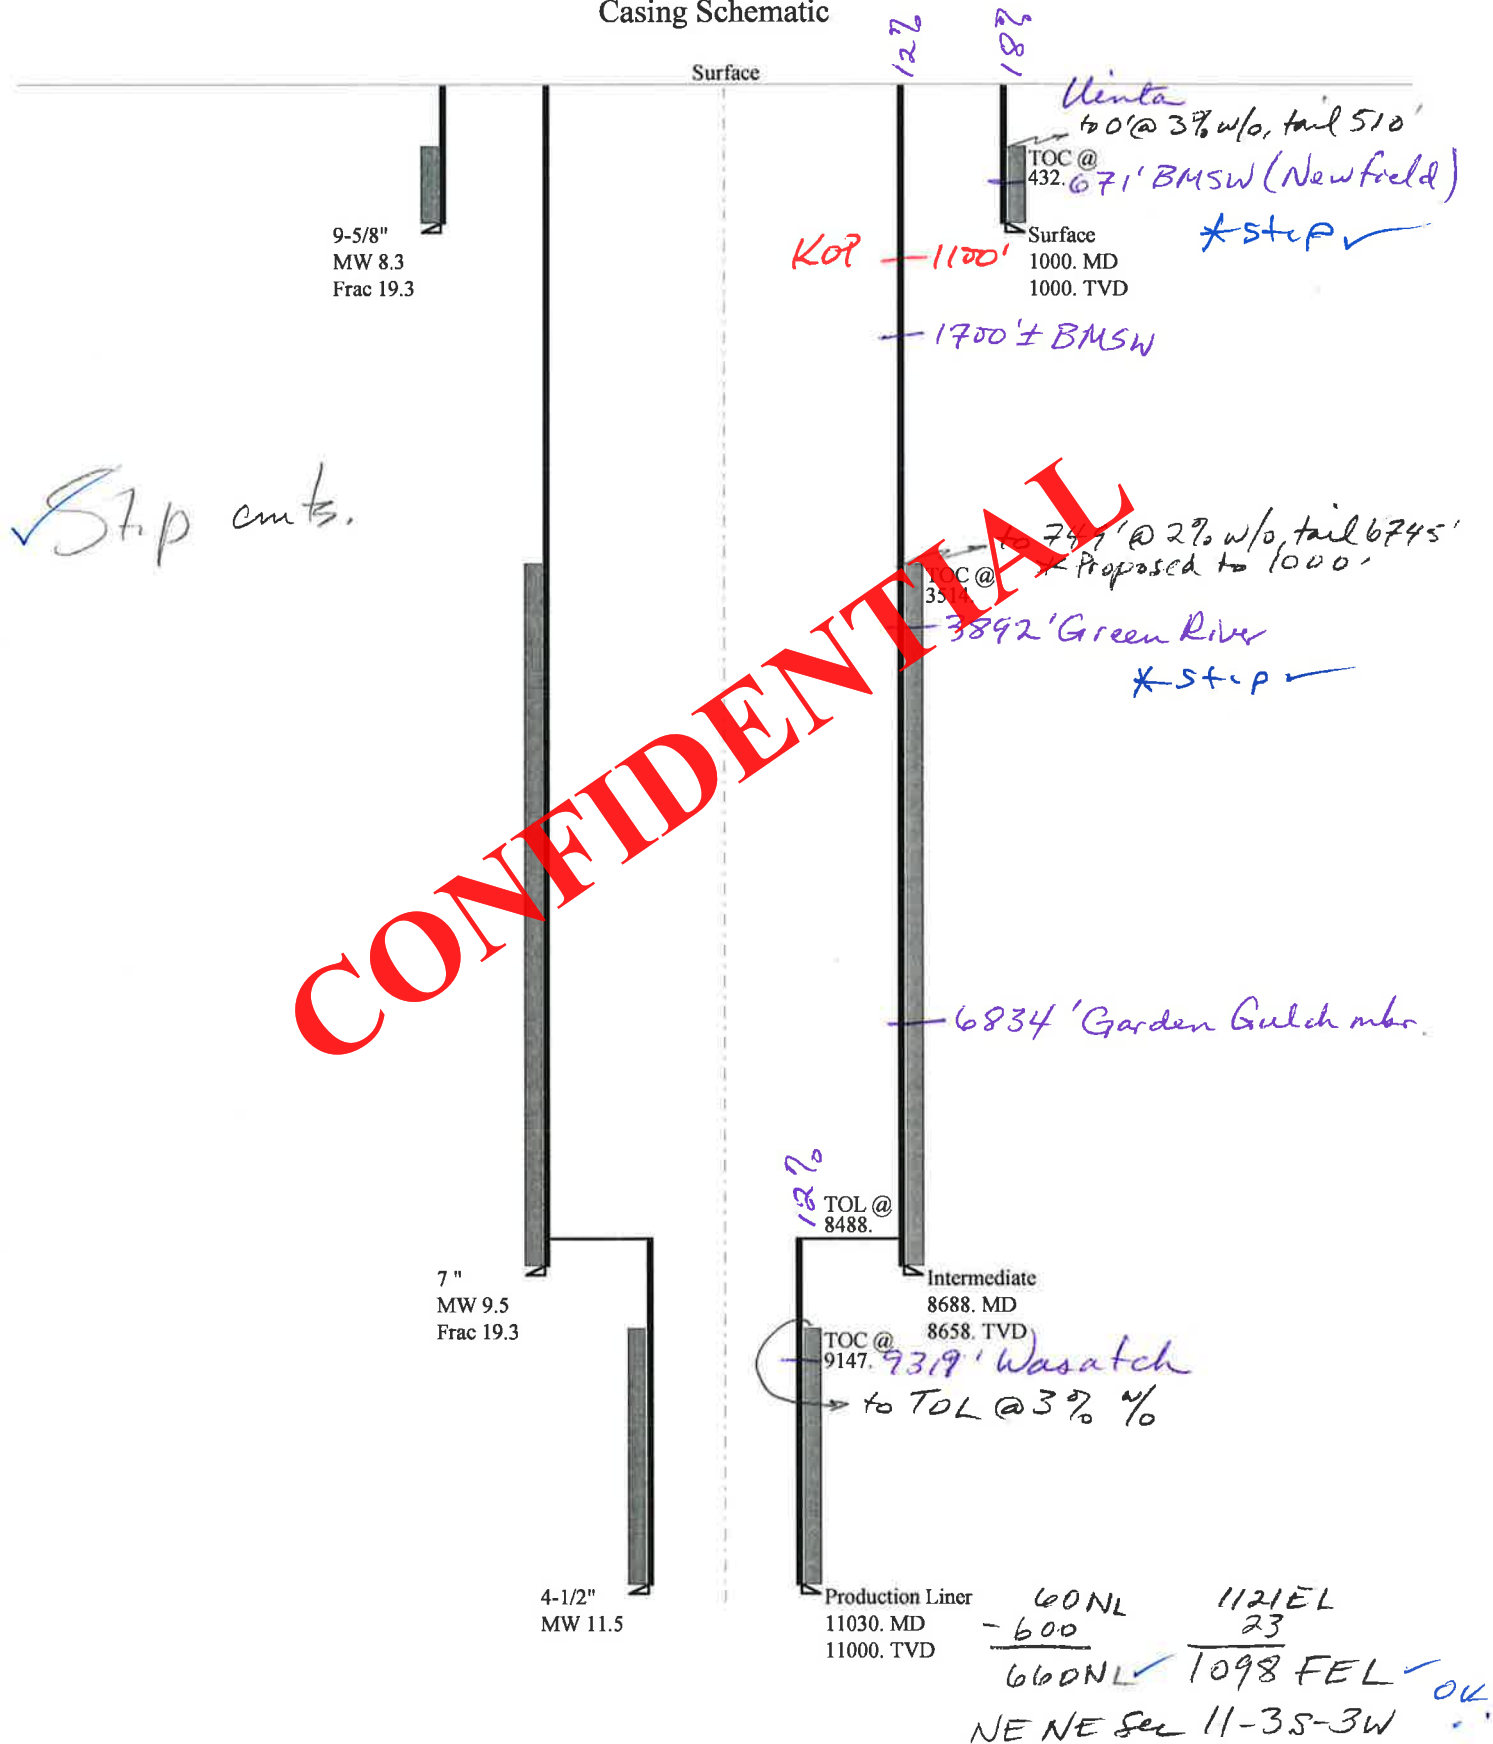 Casing Schematic
12%
18%
Surface
Uinta
to 0' @ 3% w/o, tail 510'
TOC @
432.
671' BMSW (Newfield)
* stip ✓
9-5/8"
MW 8.3
Frac 19.3
Surface
1000. MD
1000. TVD
KOP
1100'
1700'± BMSW
✓ Stip cmts.
to 749' @ 2% w/o, tail 6745'
* Proposed to 1000'
TOC @
3514.
3892' Green River
* stip ✓
CONFIDENTIAL
6834' Garden Gulch mbr.
12%
TOL @
8488.
7 "
MW 9.5
Frac 19.3
Intermediate
8688. MD
8658. TVD
TOC @
9147.
9319' Wasatch
to TOL @ 3% w/o
4-1/2"
MW 11.5
Production Liner
11030. MD
11000. TVD
60 NL
- 600
660 NL ✓
1121 EL
23
1098 FEL ✓ OK
NE NE Sec 11-3S-3W